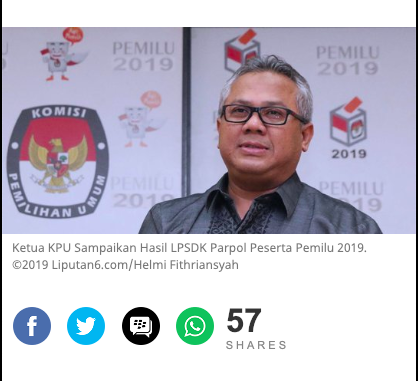 PEMILU
2019
PEMILU
2019
KOMISI
PEMILIHAN UMUM
2019
PEMILU
2019
PEMILU
Ketua KPU Sampaikan Hasil LPSDK Parpol Peserta Pemilu 2019.
©2019 Liputan6.com/Helmi Fithriansyah
57
SHARES